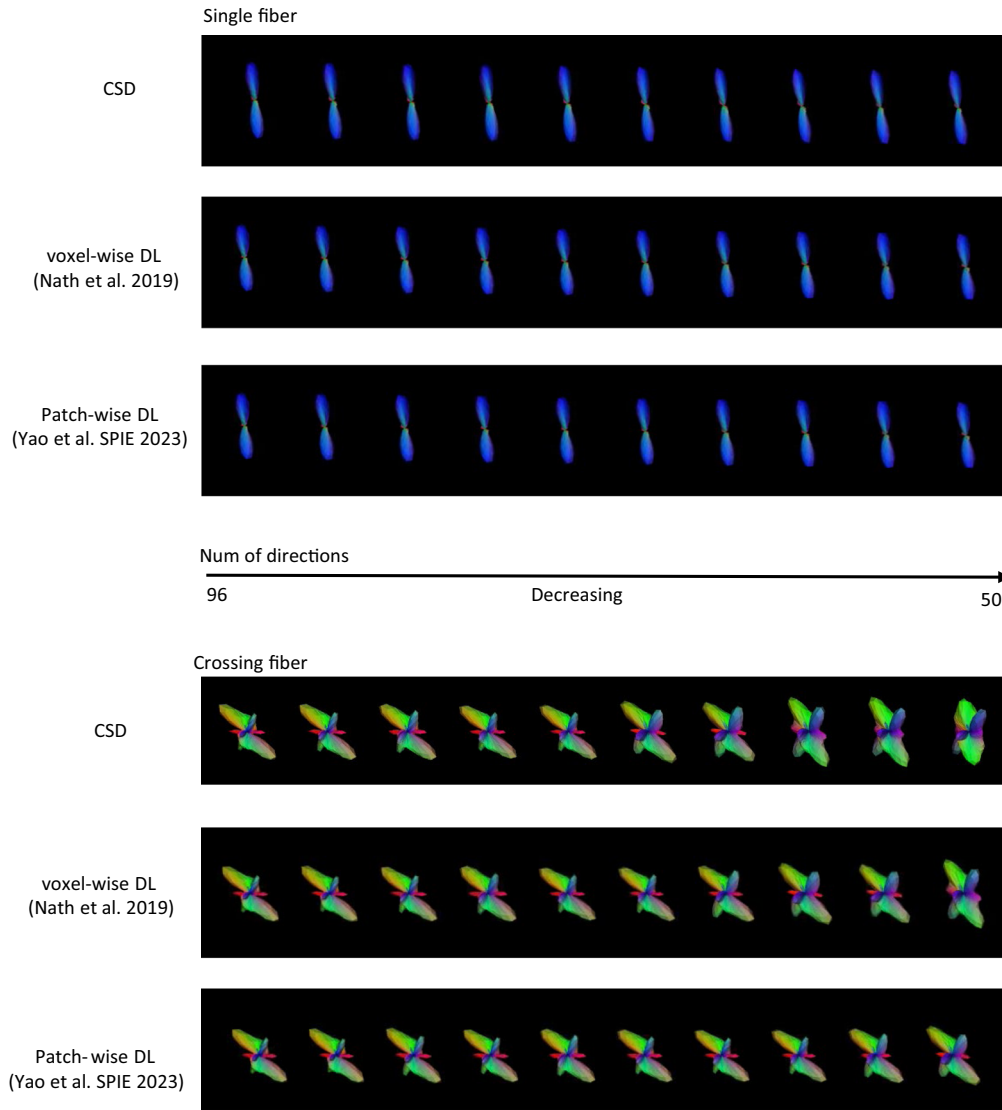 Single fiber
CSD
voxel-wise DL
(Nath et al. 2019)
Patch-wise DL
(Yao et al. SPIE 2023)
Num of directions
96
Decreasing
50
Crossing fiber
CSD
voxel-wise DL
(Nath et al. 2019)
Patch- wise DL
(Yao et al. SPIE 2023)